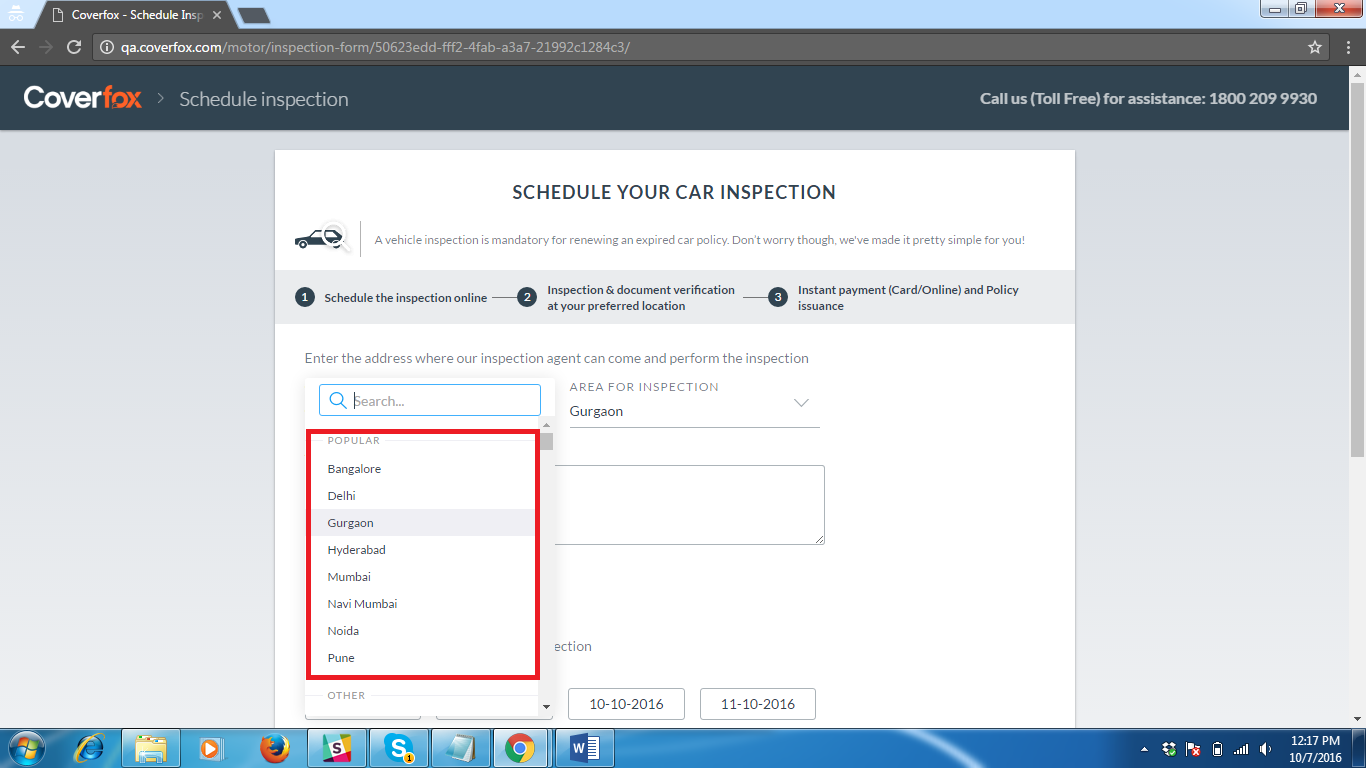 Coverfox - Schedule Insp
qa.coverfox.com/motor/inspection-form/50623edd-fff2-4fab-a3a7-21992c1284c3/
Coverfox > Schedule inspection
Call us (Toll Free) for assistance: 1800 209 9930
SCHEDULE YOUR CAR INSPECTION
A vehicle inspection is mandatory for renewing an expired car policy. Don't worry though, we've made it pretty simple for you!
1 Schedule the inspection online
2 Inspection & document verification
at your preferred location
3 Instant payment (Card/Online) and Policy
issuance
Enter the address where our inspection agent can come and perform the inspection
Search...
AREA FOR INSPECTION
Gurgaon
POPULAR
Bangalore
Delhi
Gurgaon
Hyderabad
Mumbai
Navi Mumbai
Noida
Pune
OTHER
ection
10-10-2016
11-10-2016
1
12:17 PM
10/7/2016